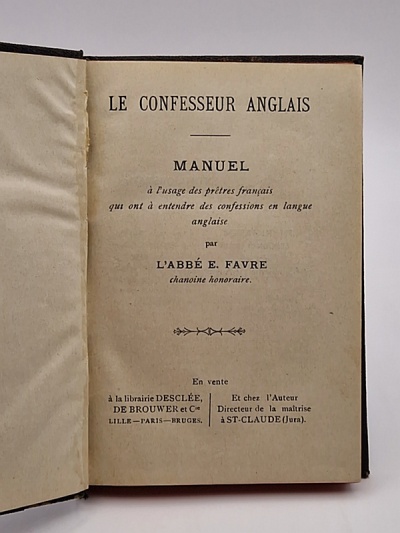 LE CONFESSEUR ANGLAIS
MANUEL
à l'usage des prêtres français
qui ont à entendre des confessions en langue
anglaise
par
L'ABBÉ E. FAVRE
chanoine honoraire.
En vente
à la librairie DESCLÉE,
DE BROUWER et Cie
LILLE—PARIS—BRUGES.
Et chez l'Auteur
Directeur de la maîtrise
à ST-CLAUDE (Jura).